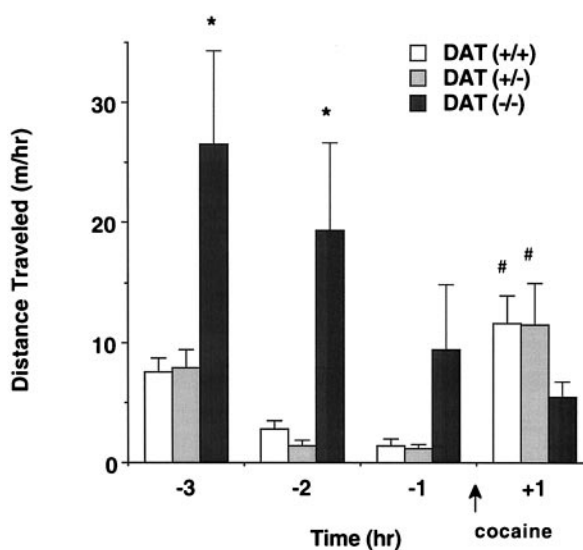 *
*
DAT (+/+)
DAT (+/-)
DAT (-/-)
Distance Traveled (m/hr)
30
20
10
0
# #
-3 -2 -1 +1
Time (hr)
cocaine